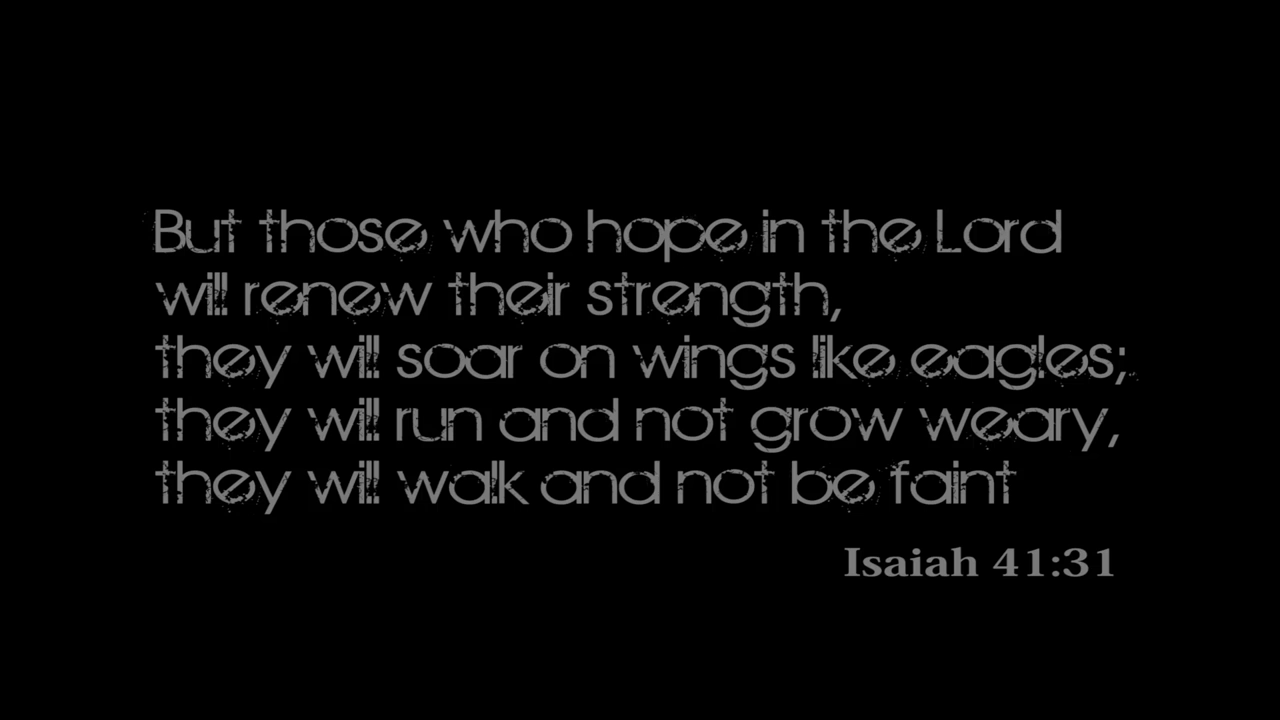 But those who hope in the Lord
will renew their strength,
they will soar on wings like eagles;
they will run and not grow weary,
they will walk and not be faint
Isaiah 41:31